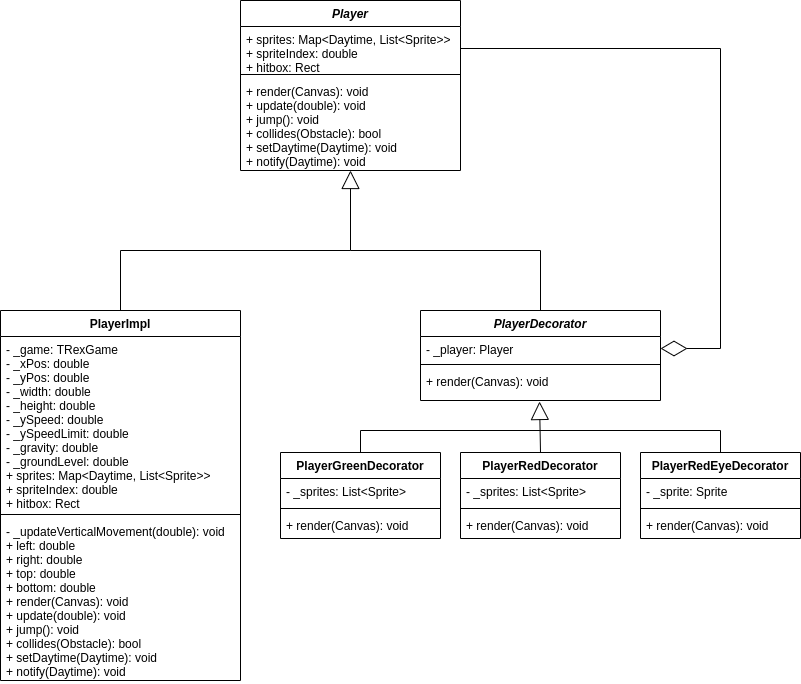 Player
+ sprites: Map<Daytime, List<Sprite>>
+ spriteIndex: double
+ hitbox: Rect
+ render(Canvas): void
+ update(double): void
+ jump(): void
+ collides(Obstacle): bool
+ setDaytime(Daytime): void
+ notify(Daytime): void
PlayerImpl
- _game: TRexGame
- _xPos: double
- _yPos: double
- _width: double
- _height: double
- _ySpeed: double
- _ySpeedLimit: double
- _gravity: double
- _groundLevel: double
+ sprites: Map<Daytime, List<Sprite>>
+ spriteIndex: double
+ hitbox: Rect
- _updateVerticalMovement(double): void
+ left: double
+ right: double
+ top: double
+ bottom: double
+ render(Canvas): void
+ update(double): void
+ jump(): void
+ collides(Obstacle): bool
+ setDaytime(Daytime): void
+ notify(Daytime): void
PlayerDecorator
- _player: Player
+ render(Canvas): void
PlayerGreenDecorator
- _sprites: List<Sprite>
+ render(Canvas): void
PlayerRedDecorator
- _sprites: List<Sprite>
+ render(Canvas): void
PlayerRedEyeDecorator
- _sprite: Sprite
+ render(Canvas): void